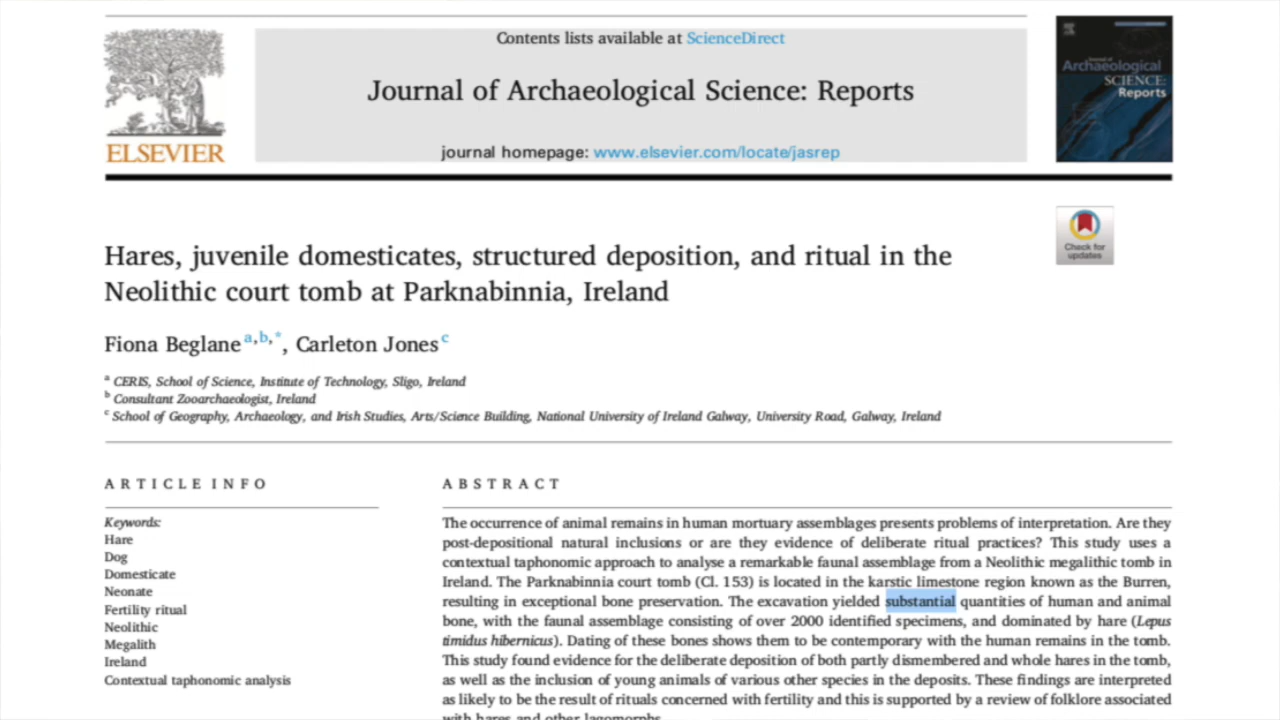 Contents lists available at ScienceDirect
Journal of Archaeological Science: Reports
journal homepage: www.elsevier.com/locate/jasrep
ELSEVIER
Journal of
Archaeological
SCIENCE:
Reports
Check for
updates
Hares, juvenile domesticates, structured deposition, and ritual in the
Neolithic court tomb at Parknabinnia, Ireland
Fiona Beglane a,b,*, Carleton Jones c
a CERIS, School of Science, Institute of Technology, Sligo, Ireland
b Consultant Zooarchaeologist, Ireland
c School of Geography, Archaeology, and Irish Studies, Arts/Science Building, National University of Ireland Galway, University Road, Galway, Ireland
ARTICLE INFO
Keywords:
Hare
Dog
Domesticate
Neonate
Fertility ritual
Neolithic
Megalith
Ireland
Contextual taphonomic analysis
ABSTRACT
The occurrence of animal remains in human mortuary assemblages presents problems of interpretation. Are they
post-depositional natural inclusions or are they evidence of deliberate ritual practices? This study uses a
contextual taphonomic approach to analyse a remarkable faunal assemblage from a Neolithic megalithic tomb in
Ireland. The Parknabinnia court tomb (Cl. 153) is located in the karstic limestone region known as the Burren,
resulting in exceptional bone preservation. The excavation yielded substantial quantities of human and animal
bone, with the faunal assemblage consisting of over 2000 identified specimens, and dominated by hare (Lepus
timidus hibernicus). Dating of these bones shows them to be contemporary with the human remains in the tomb.
This study found evidence for the deliberate deposition of both partly dismembered and whole hares in the tomb,
as well as the inclusion of young animals of various other species in the deposits. These findings are interpreted
as likely to be the result of rituals concerned with fertility and this is supported by a review of folklore associated
with hares and other lagomorphs.